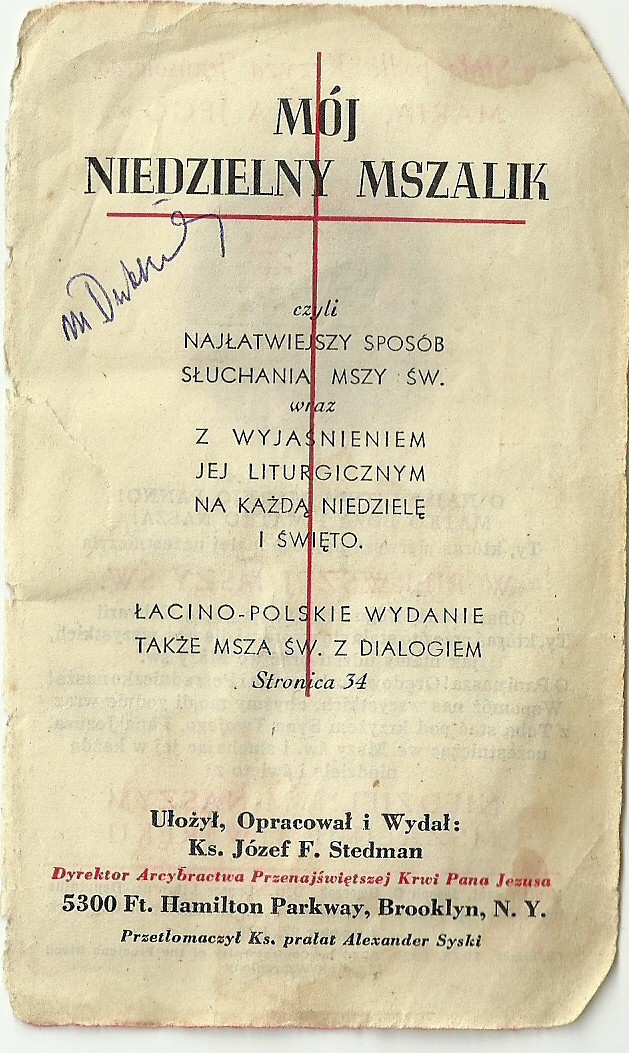 MÓJ
NIEDZIELNY MSZALIK
czyli
NAJŁATWIEJSZY SPOSÓB
SŁUCHANIA MSZY ŚW.
wraz
Z WYJAŚNIENIEM
JEJ LITURGICZNYM
NA KAŻDĄ NIEDZIELĘ
I ŚWIĘTO.
ŁACINO-POLSKIE WYDANIE
TAKŻE MSZA ŚW. Z DIALOGIEM
Stronica 34
Ułożył, Opracował i Wydał:
Ks. Józef F. Stedman
Dyrektor Arcybractwa Przenajświętszej Krwi Pana Jezusa
5300 Ft. Hamilton Parkway, Brooklyn, N. Y.
Przetłomaczył Ks. prałat Alexander Syski